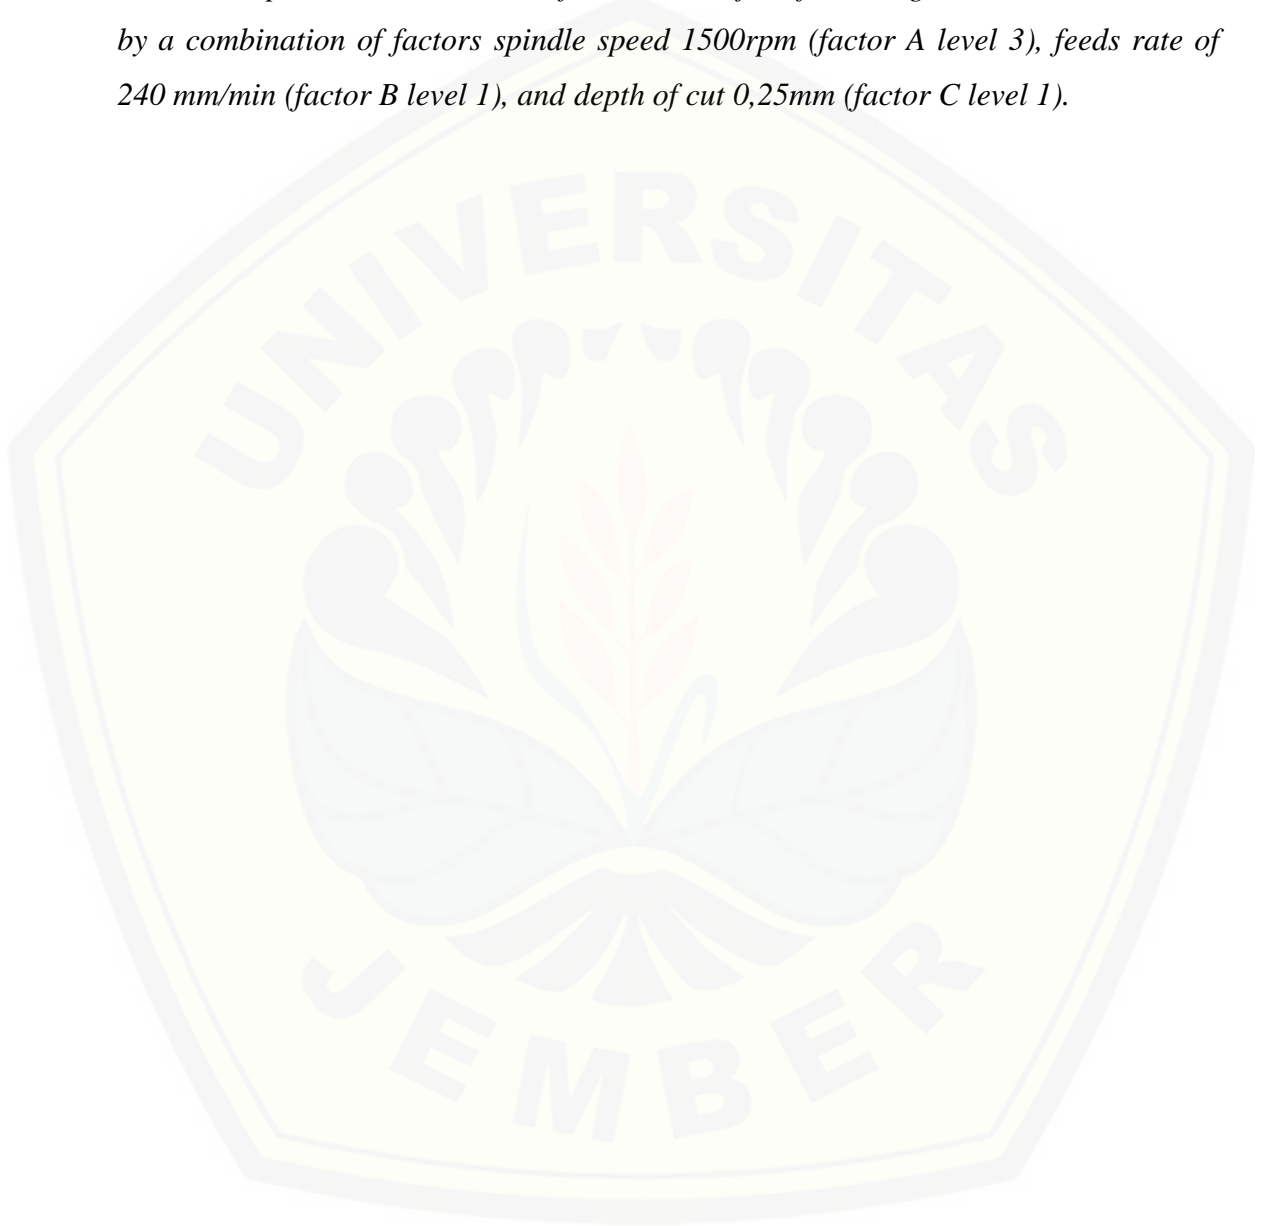 by a combination of factors spindle speed 1500rpm (factor A level 3), feeds rate of
240 mm/min (factor B level 1), and depth of cut 0,25mm (factor C level 1).
UNIVERSITAS
JEMBER